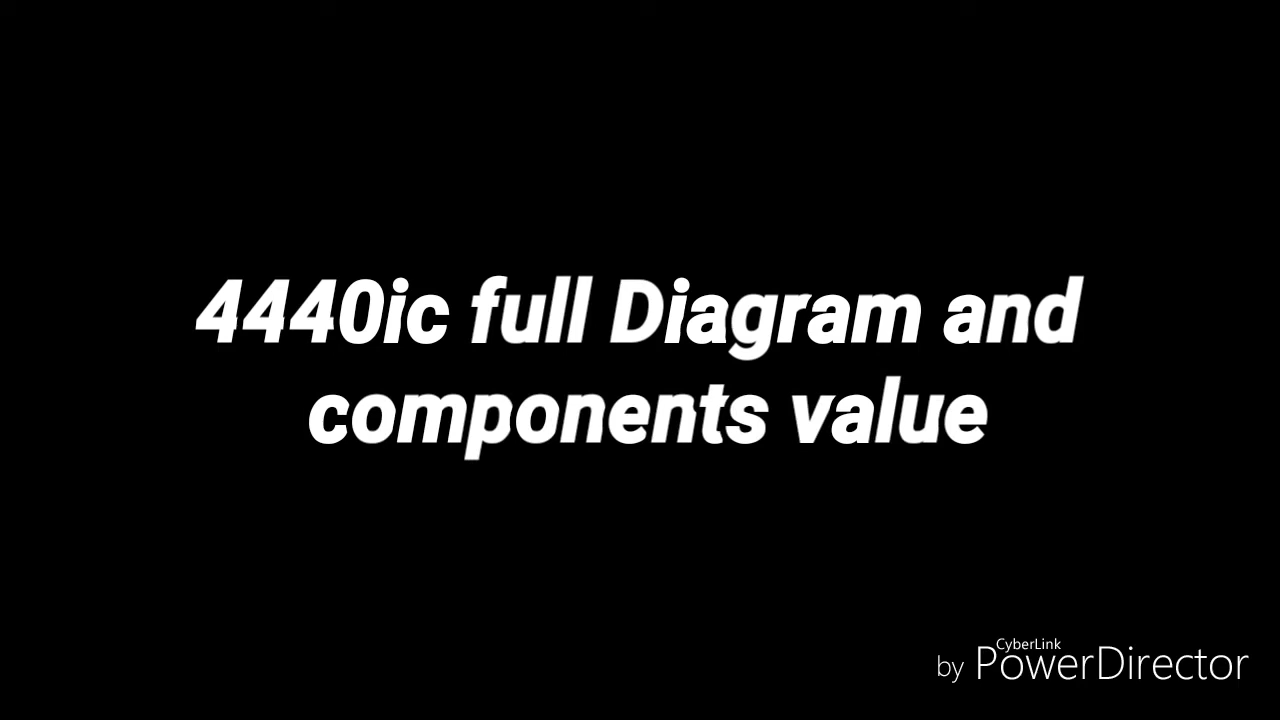 4440ic full Diagram and
components value
CyberLink
by PowerDirector